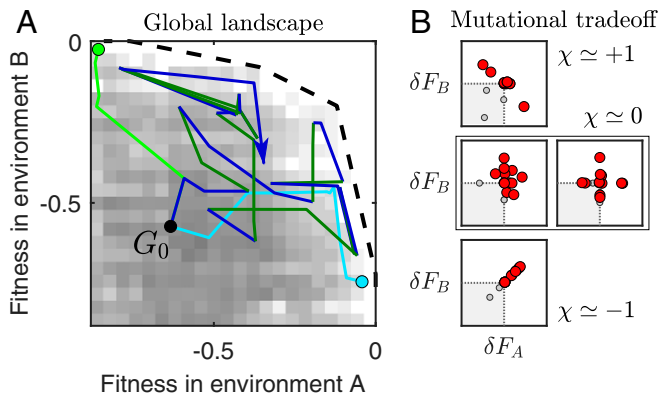 A
Global landscape
0
-0.5
Fitness in environment B
G₀
-0.5
0
Fitness in environment A
B
Mutational tradeoff
δF_B
χ ≃ +1
χ ≃ 0
δF_B
δF_B
χ ≃ −1
δF_A